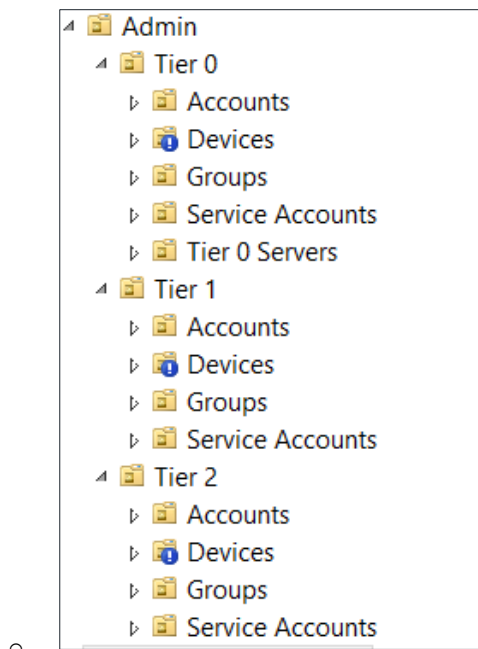 Admin
Tier 0
Accounts
Devices
Groups
Service Accounts
Tier 0 Servers
Tier 1
Accounts
Devices
Groups
Service Accounts
Tier 2
Accounts
Devices
Groups
Service Accounts